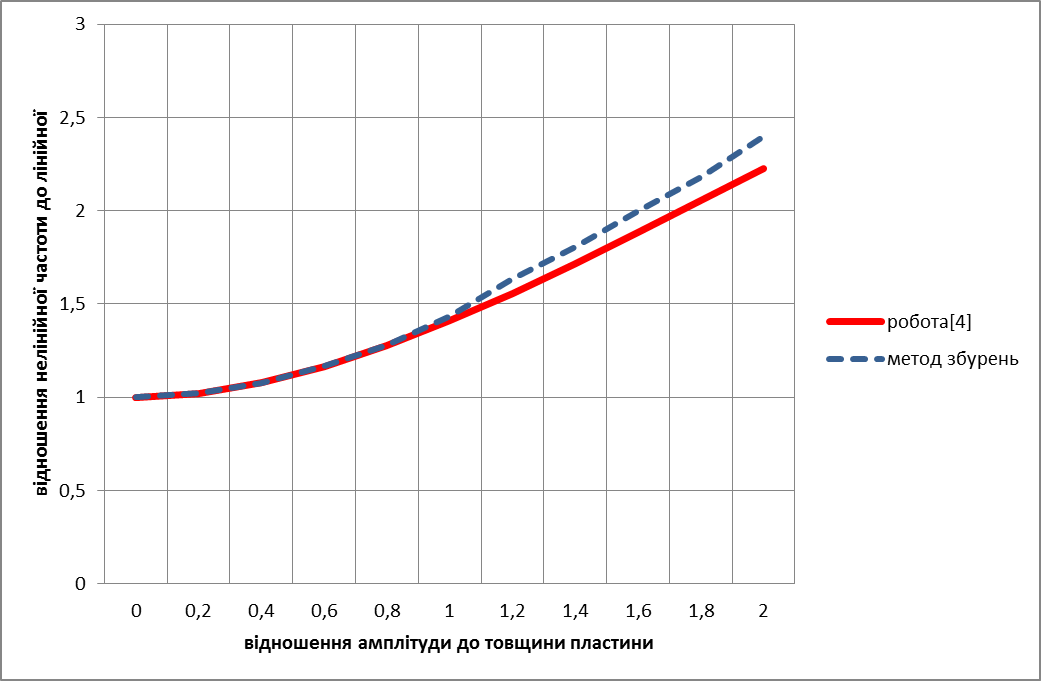 3
2,5
2
1,5
1
0,5
0
відношення нелінійної частоти до лінійної
0 0,2 0,4 0,6 0,8 1 1,2 1,4 1,6 1,8 2
відношення амплітуди до товщини пластини
робота[4]
метод збурень